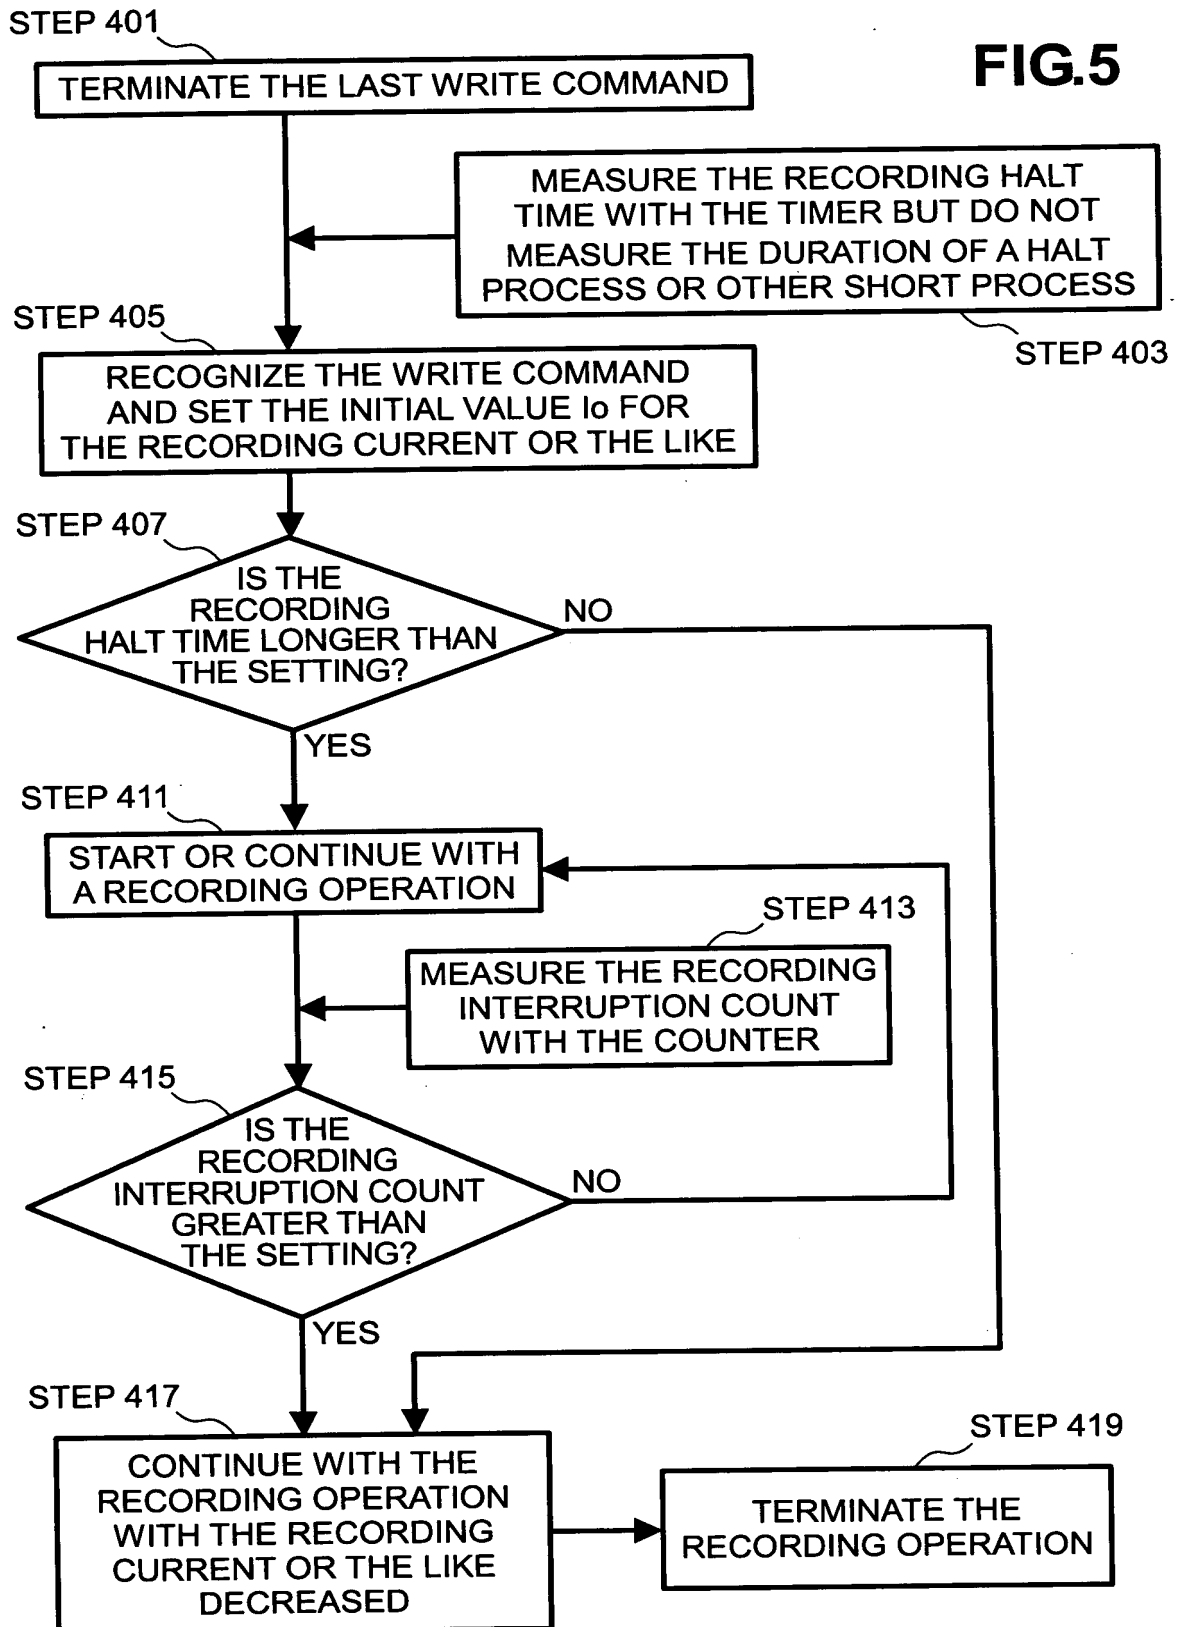 STEP 401
FIG.5
TERMINATE THE LAST WRITE COMMAND
MEASURE THE RECORDING HALT
TIME WITH THE TIMER BUT DO NOT
MEASURE THE DURATION OF A HALT
PROCESS OR OTHER SHORT PROCESS
STEP 403
STEP 405
RECOGNIZE THE WRITE COMMAND
AND SET THE INITIAL VALUE Io FOR
THE RECORDING CURRENT OR THE LIKE
STEP 407
IS THE
RECORDING
HALT TIME LONGER THAN
THE SETTING?
NO
YES
STEP 411
START OR CONTINUE WITH
A RECORDING OPERATION
STEP 413
MEASURE THE RECORDING
INTERRUPTION COUNT
WITH THE COUNTER
STEP 415
IS THE
RECORDING
INTERRUPTION COUNT
GREATER THAN
THE SETTING?
NO
YES
STEP 417
CONTINUE WITH THE
RECORDING OPERATION
WITH THE RECORDING
CURRENT OR THE LIKE
DECREASED
STEP 419
TERMINATE THE
RECORDING OPERATION